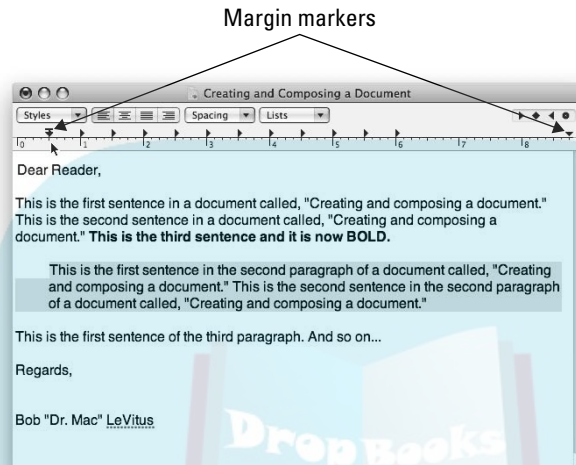 Margin markers
Creating and Composing a Document
Styles Spacing Lists
0 1 2 3 4 5 6 7 8
Dear Reader,
This is the first sentence in a document called, "Creating and composing a document."
This is the second sentence in a document called, "Creating and composing a
document." This is the third sentence and it is now BOLD.
This is the first sentence in the second paragraph of a document called, "Creating
and composing a document." This is the second sentence in the second paragraph
of a document called, "Creating and composing a document."
This is the first sentence of the third paragraph. And so on...
Regards,
Bob "Dr. Mac" LeVitus
Drop Books